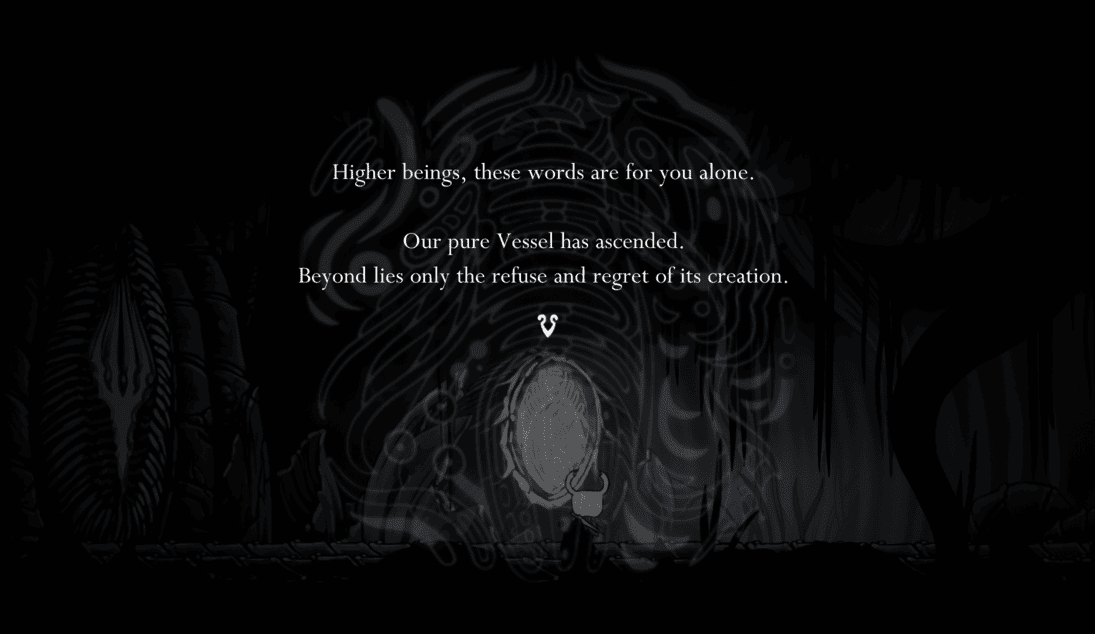 Higher beings, these words are for you alone.
Our pure Vessel has ascended.
Beyond lies only the refuse and regret of its creation.